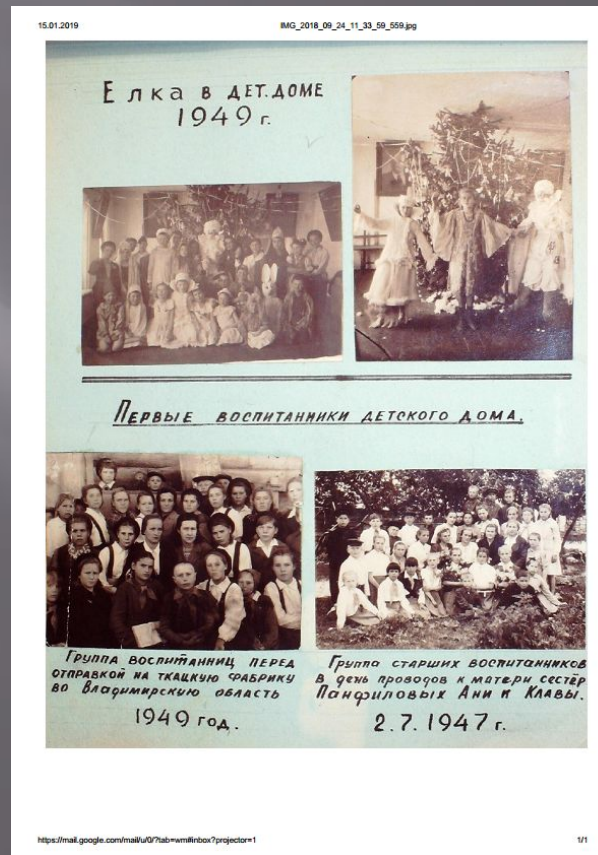 15.01.2019 IMG_2018_09_24_11_33_59_559.jpg
Елка в дет.доме
1949 г.
Первые воспитанники детского дома.
Группа воспитанниц перед
отправкой на ткацкую фабрику
во Владимирскую область
1949 год.
Группа старших воспитанников
в день проводов к матери сестёр
Панфиловых Ани и Клавы.
2.7.1947 г.
https://mail.google.com/mail/u/0/?tab=wm#inbox?projector=1 1/1